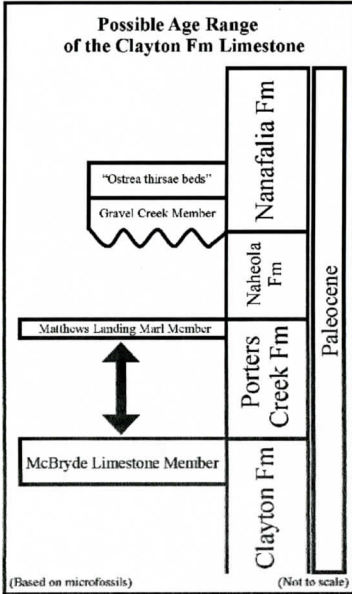 Possible Age Range
of the Clayton Fm Limestone
Nanafalia Fm
"Ostrea thirsae beds"
Gravel Creek Member
Naheola
Fm
Paleocene
Matthews Landing Marl Member
Porters
Creek Fm
McBryde Limestone Member
Clayton Fm
(Based on microfossils)
(Not to scale)